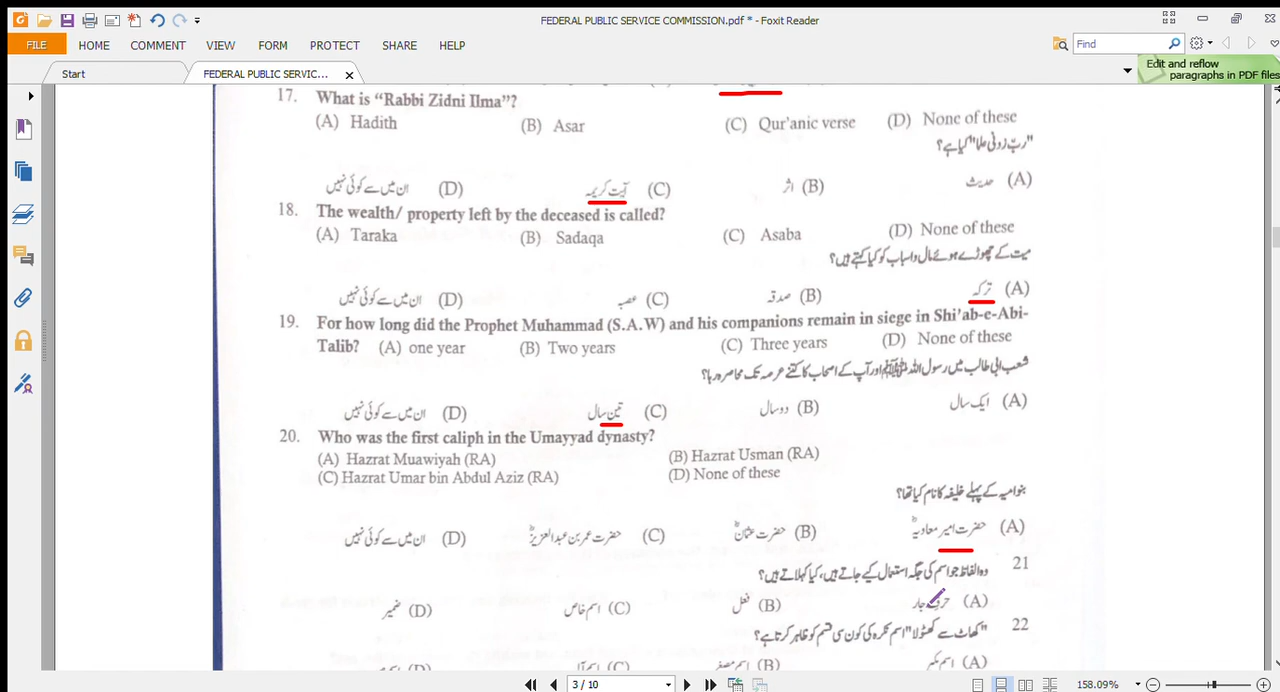 FEDERAL PUBLIC SERVICE COMMISSION.pdf * - Foxit Reader
FILE HOME COMMENT VIEW FORM PROTECT SHARE HELP
Find
Edit and reflow
paragraphs in PDF files
Start FEDERAL PUBLIC SERVIC...
17. What is “Rabbi Zidni Ilma”?
(A) Hadith (B) Asar (C) Qur'anic verse (D) None of these
"ربّ زدنی علما" کیا ہے؟
(A) حدیث (B) اثر (C) آیت کریمہ (D) ان میں سے کوئی نہیں
18. The wealth/ property left by the deceased is called?
(A) Taraka (B) Sadaqa (C) Asaba (D) None of these
میت کے چھوڑے ہوئے مال واسباب کو کیا کہتے ہیں؟
(A) ترکہ (B) صدقہ (C) عصبہ (D) ان میں سے کوئی نہیں
19. For how long did the Prophet Muhammad (S.A.W) and his companions remain in siege in Shi'ab-e-Abi-
Talib? (A) one year (B) Two years (C) Three years (D) None of these
شعب ابی طالب میں رسول اللہ ﷺ اور آپ کے اصحاب کا کتنے عرصہ تک محاصرہ رہا؟
(A) ایک سال (B) دو سال (C) تین سال (D) ان میں سے کوئی نہیں
20. Who was the first caliph in the Umayyad dynasty?
(A) Hazrat Muawiyah (RA) (B) Hazrat Usman (RA)
(C) Hazrat Umar bin Abdul Aziz (RA) (D) None of these
بنو امیہ کے پہلے خلیفہ کا نام کیا تھا؟
(A) حضرت امیر معاویہؓ (B) حضرت عثمانؓ (C) حضرت عمر بن عبدالعزیزؓ (D) ان میں سے کوئی نہیں
21 وہ الفاظ جو اسم کی جگہ استعمال کیے جاتے ہیں، کیا کہلاتے ہیں؟
(A) حرف جار (B) فعل (C) اسم خاص (D) ضمیر
22 "کھاٹ سے کھٹولا" اسم نکرہ کی کون سی قسم کو ظاہر کرتا ہے؟
(A) اسم مکبر (B) اسم مصغر (C) اسم آلہ (D)
3 / 10 158.09%